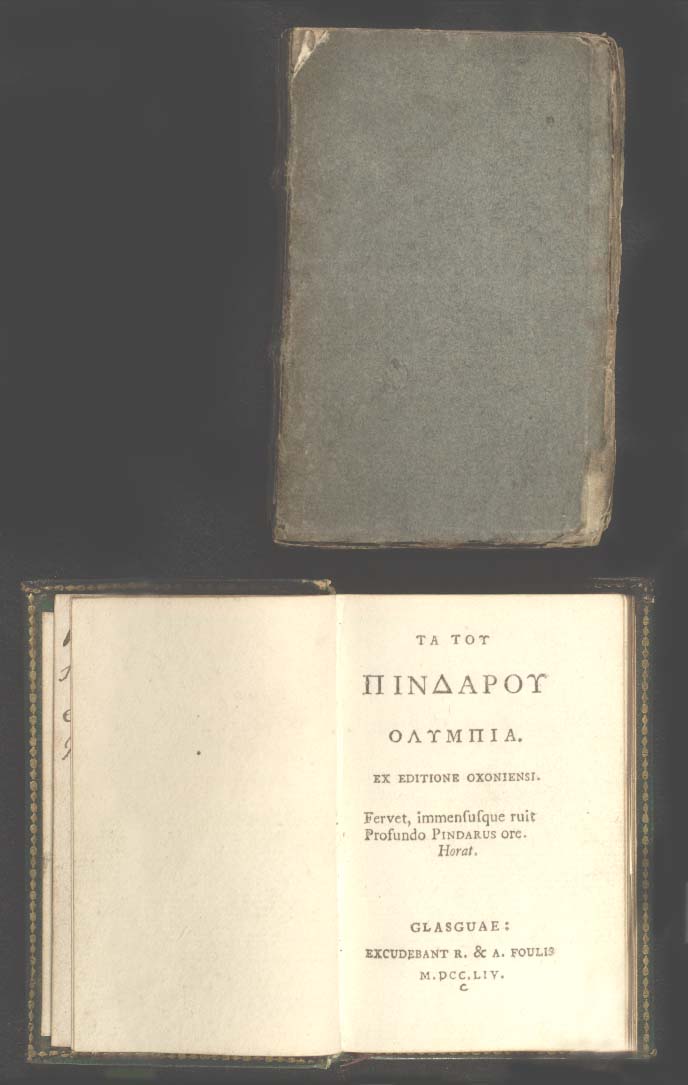 ΤΑ ΤΟΥ
ΠΙΝΔΑΡΟΥ
ΟΛΥΜΠΙΑ.
EX EDITIONE OXONIENSI.
Fervet, immenſuſque ruit
Profundo PINDARUS ore.
Horat.
GLASGUAE:
EXCUDEBANT R. & A. FOULIS
M.DCC.LIV.
C